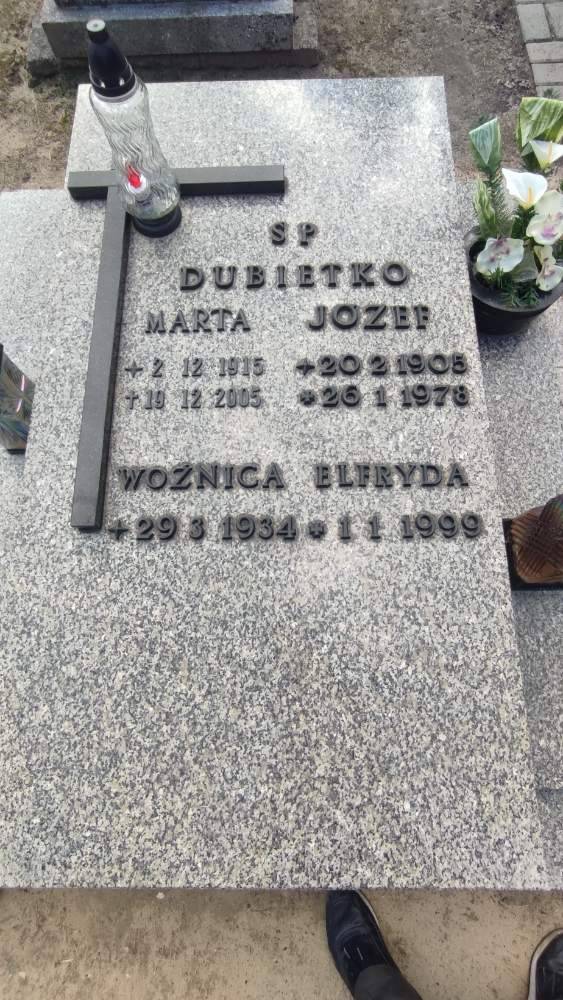 SP
DUBIETKO
MARTA JÓZEF
+ 2 12 1915 +20 2 1905
†19 12 2005 *26 1 1978
WOŹNICA ELFRYDA
+29 3 1934 * 1 1 1999